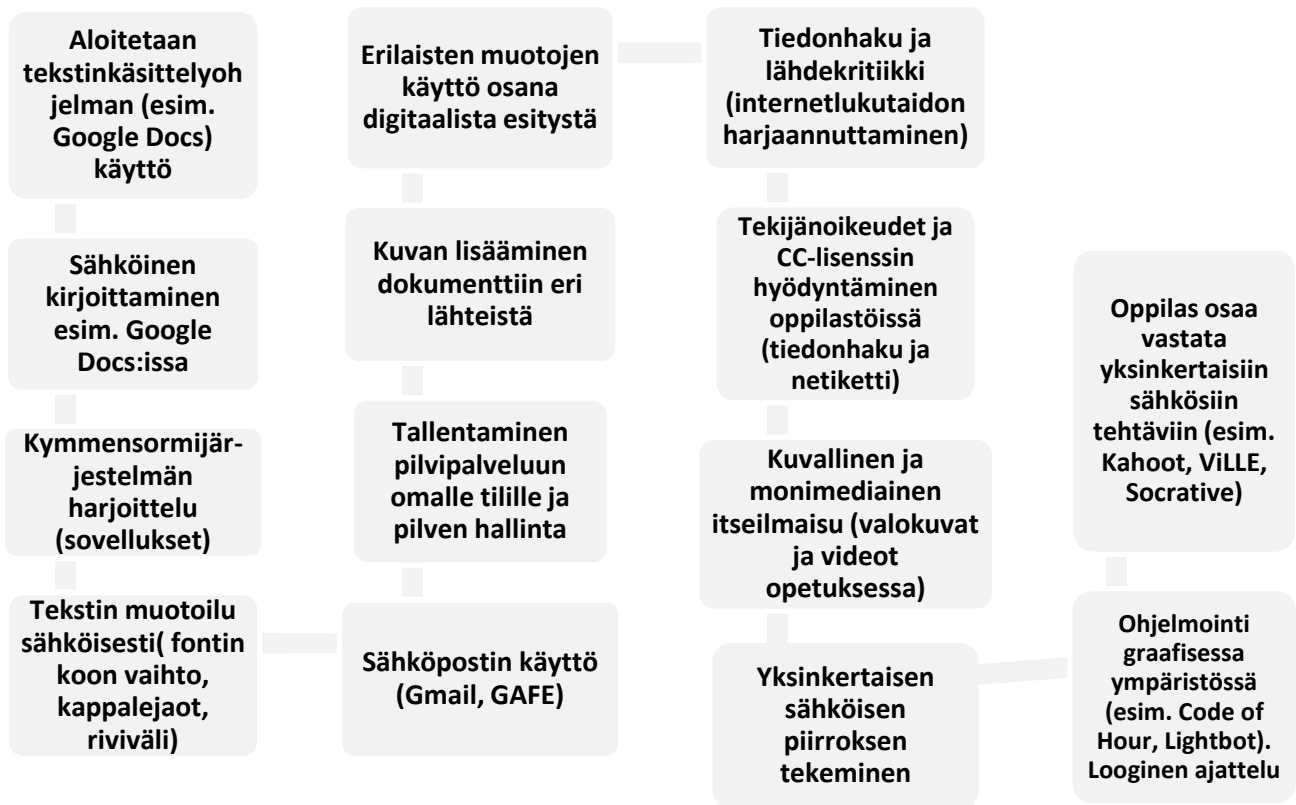 Aloitetaan
tekstinkäsittelyoh
jelman (esim.
Google Docs)
käyttö
Sähköinen
kirjoittaminen
esim. Google
Docs:issa
Kymmensormijär-
jestelmän
harjoittelu
(sovellukset)
Tekstin muotoilu
sähköisesti( fontin
koon vaihto,
kappalejaot,
riviväli)
Sähköpostin käyttö
(Gmail, GAFE)
Tallentaminen
pilvipalveluun
omalle tilille ja
pilven hallinta
Kuvan lisääminen
dokumenttiin eri
lähteistä
Erilaisten muotojen
käyttö osana
digitaalista esitystä
Tiedonhaku ja
lähdekritiikki
(internetlukutaidon
harjaannuttaminen)
Tekijänoikeudet ja
CC-lisenssin
hyödyntäminen
oppilastöissä
(tiedonhaku ja
netiketti)
Kuvallinen ja
monimediainen
itseilmaisu (valokuvat
ja videot
opetuksessa)
Yksinkertaisen
sähköisen
piirroksen
tekeminen
Ohjelmointi
graafisessa
ympäristössä
(esim. Code of
Hour, Lightbot).
Looginen ajattelu
Oppilas osaa
vastata
yksinkertaisiin
sähkösiin
tehtäviin (esim.
Kahoot, ViLLE,
Socrative)